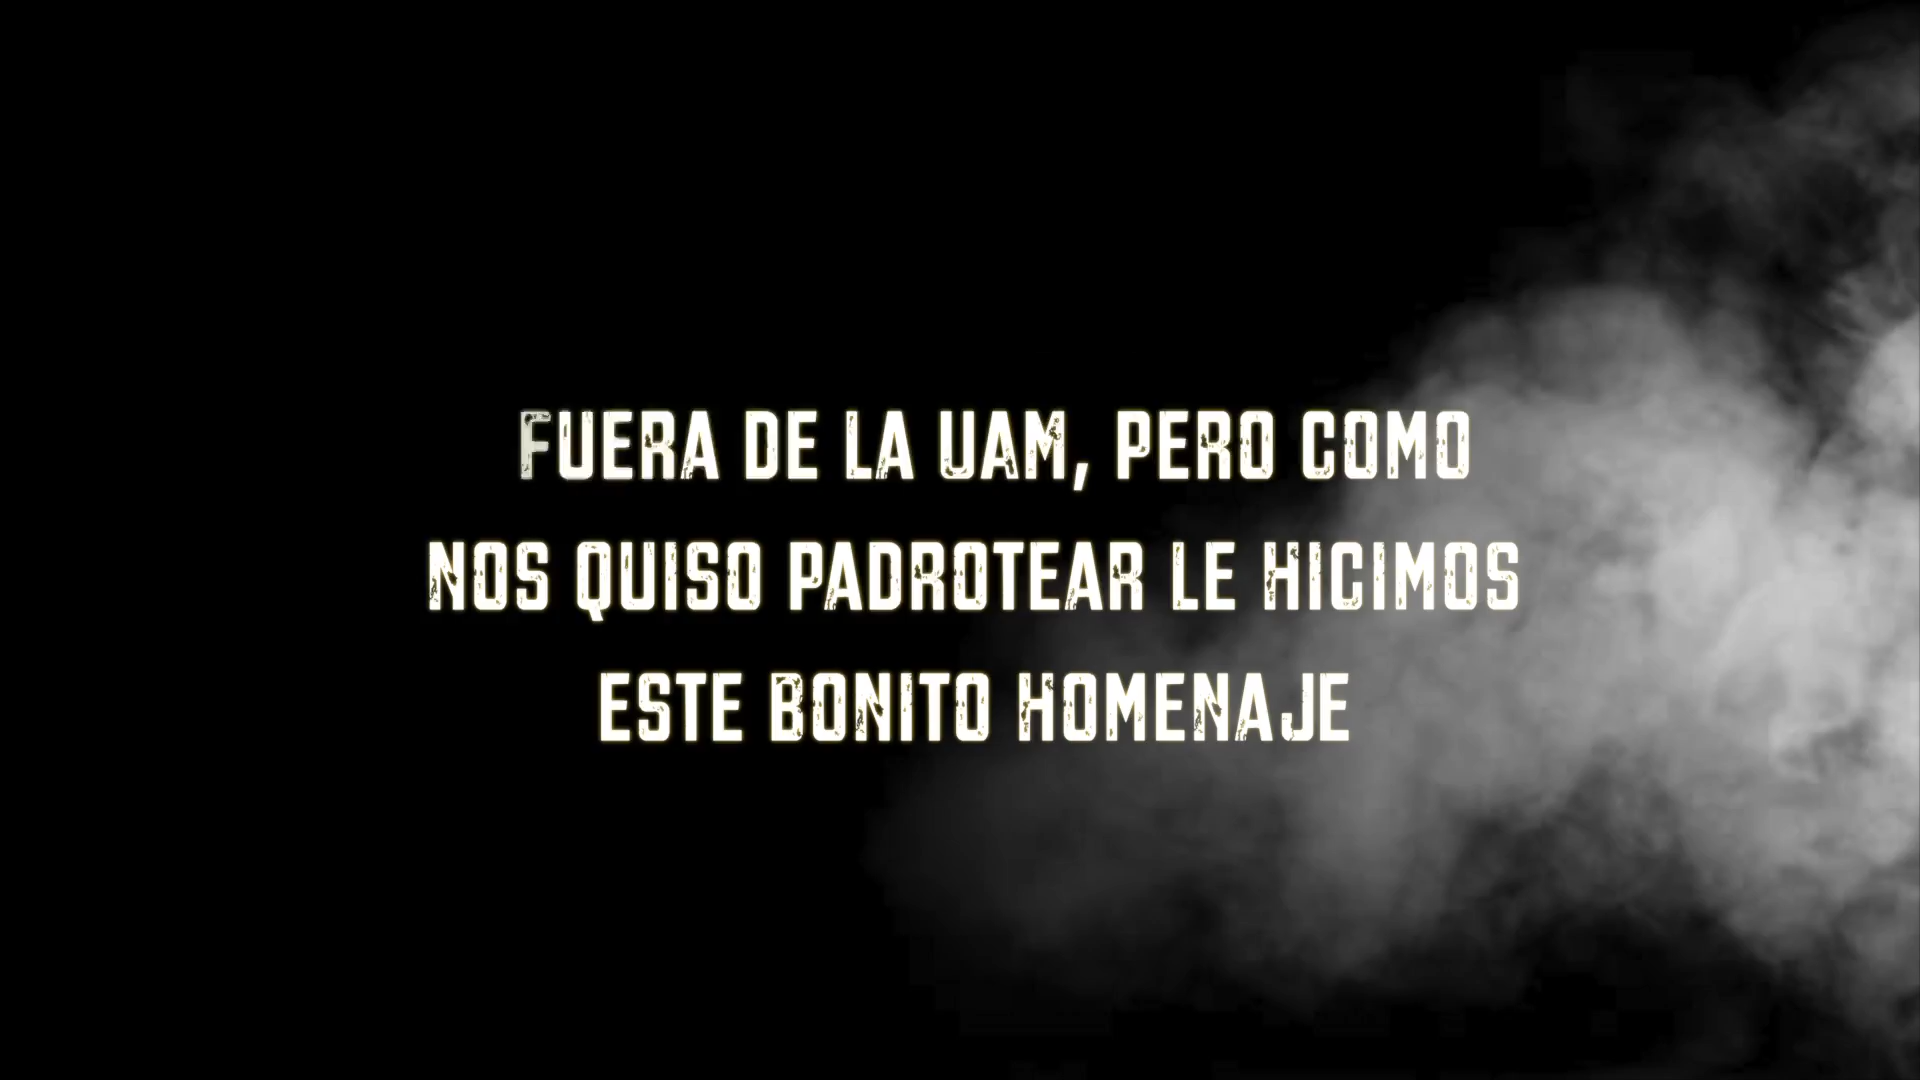 FUERA DE LA UAM, PERO COMO
NOS QUISO PADROTEAR LE HICIMOS
ESTE BONITO HOMENAJE